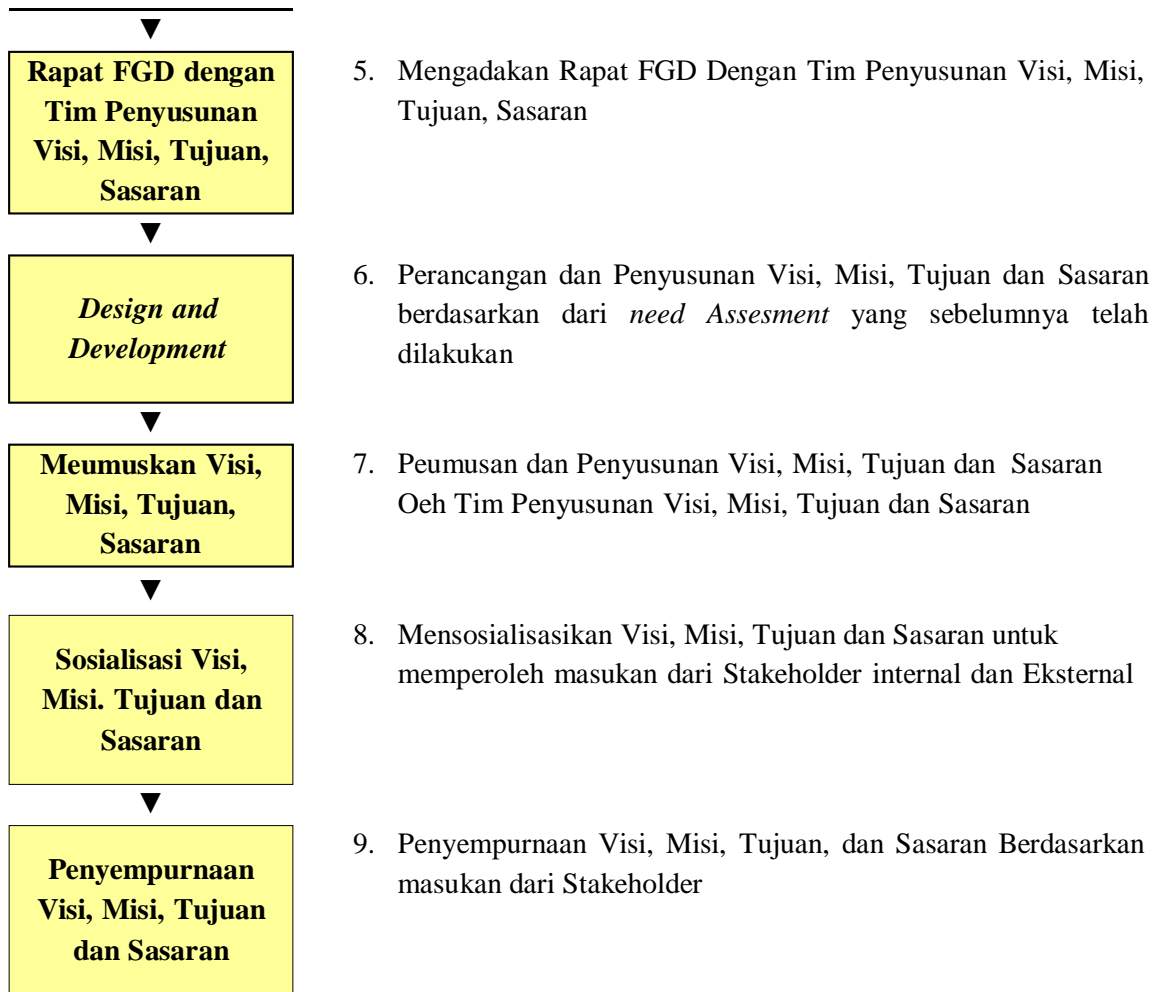 Rapat FGD dengan
Tim Penyusunan
Visi, Misi, Tujuan,
Sasaran
5. Mengadakan Rapat FGD Dengan Tim Penyusunan Visi, Misi,
Tujuan, Sasaran
Design and
Development
6. Perancangan dan Penyusunan Visi, Misi, Tujuan dan Sasaran
berdasarkan dari need Assesment yang sebelumnya telah
dilakukan
Meumuskan Visi,
Misi, Tujuan,
Sasaran
7. Peumusan dan Penyusunan Visi, Misi, Tujuan dan Sasaran
Oeh Tim Penyusunan Visi, Misi, Tujuan dan Sasaran
Sosialisasi Visi,
Misi. Tujuan dan
Sasaran
8. Mensosialisasikan Visi, Misi, Tujuan dan Sasaran untuk
memperoleh masukan dari Stakeholder internal dan Eksternal
Penyempurnaan
Visi, Misi, Tujuan
dan Sasaran
9. Penyempurnaan Visi, Misi, Tujuan, dan Sasaran Berdasarkan
masukan dari Stakeholder